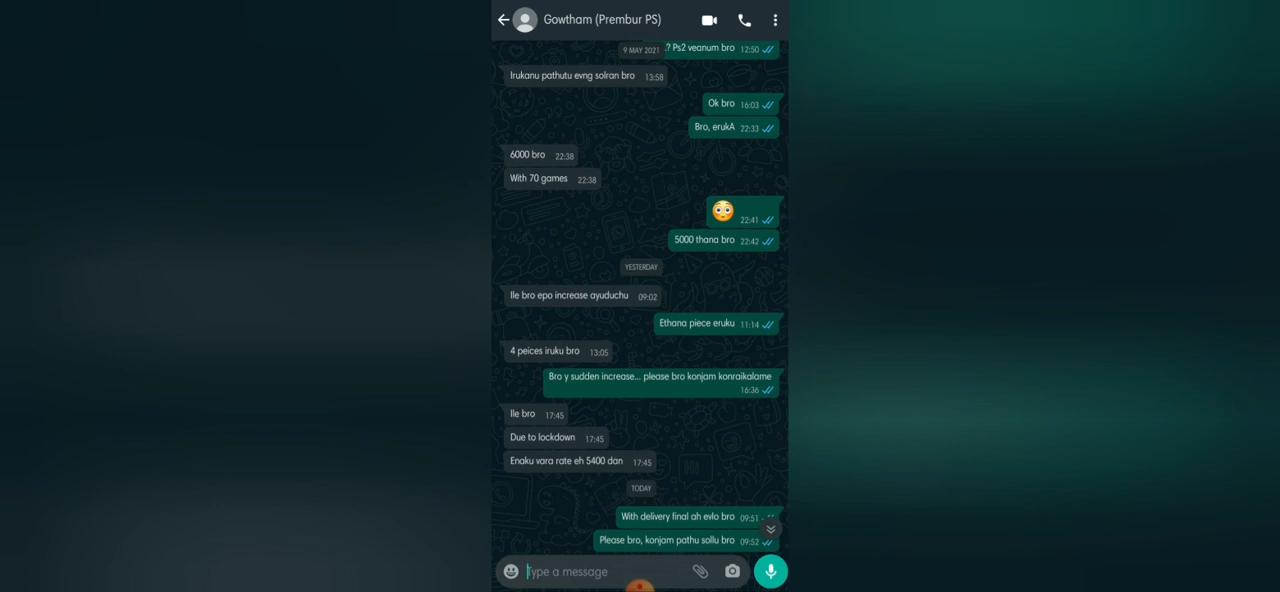 Gowtham (Prembur PS)
.? Ps2 veanum bro 12:50
9 MAY 2021
Irukanu pathutu evng solran bro 13:58
Ok bro 16:03
Bro, erukA 22:33
6000 bro 22:38
With 70 games 22:38
22:41
5000 thana bro 22:42
YESTERDAY
Ile bro epo increase ayuduchu 09:02
Ethana piece eruku 11:14
4 peices iruku bro 13:05
Bro y sudden increase... please bro konjam konraikalame
16:36
Ile bro 17:45
Due to lockdown 17:45
Enaku vara rate eh 5400 dan 17:45
TODAY
With delivery final ah evlo bro 09:51
Please bro, konjam pathu sollu bro 09:52
Type a message